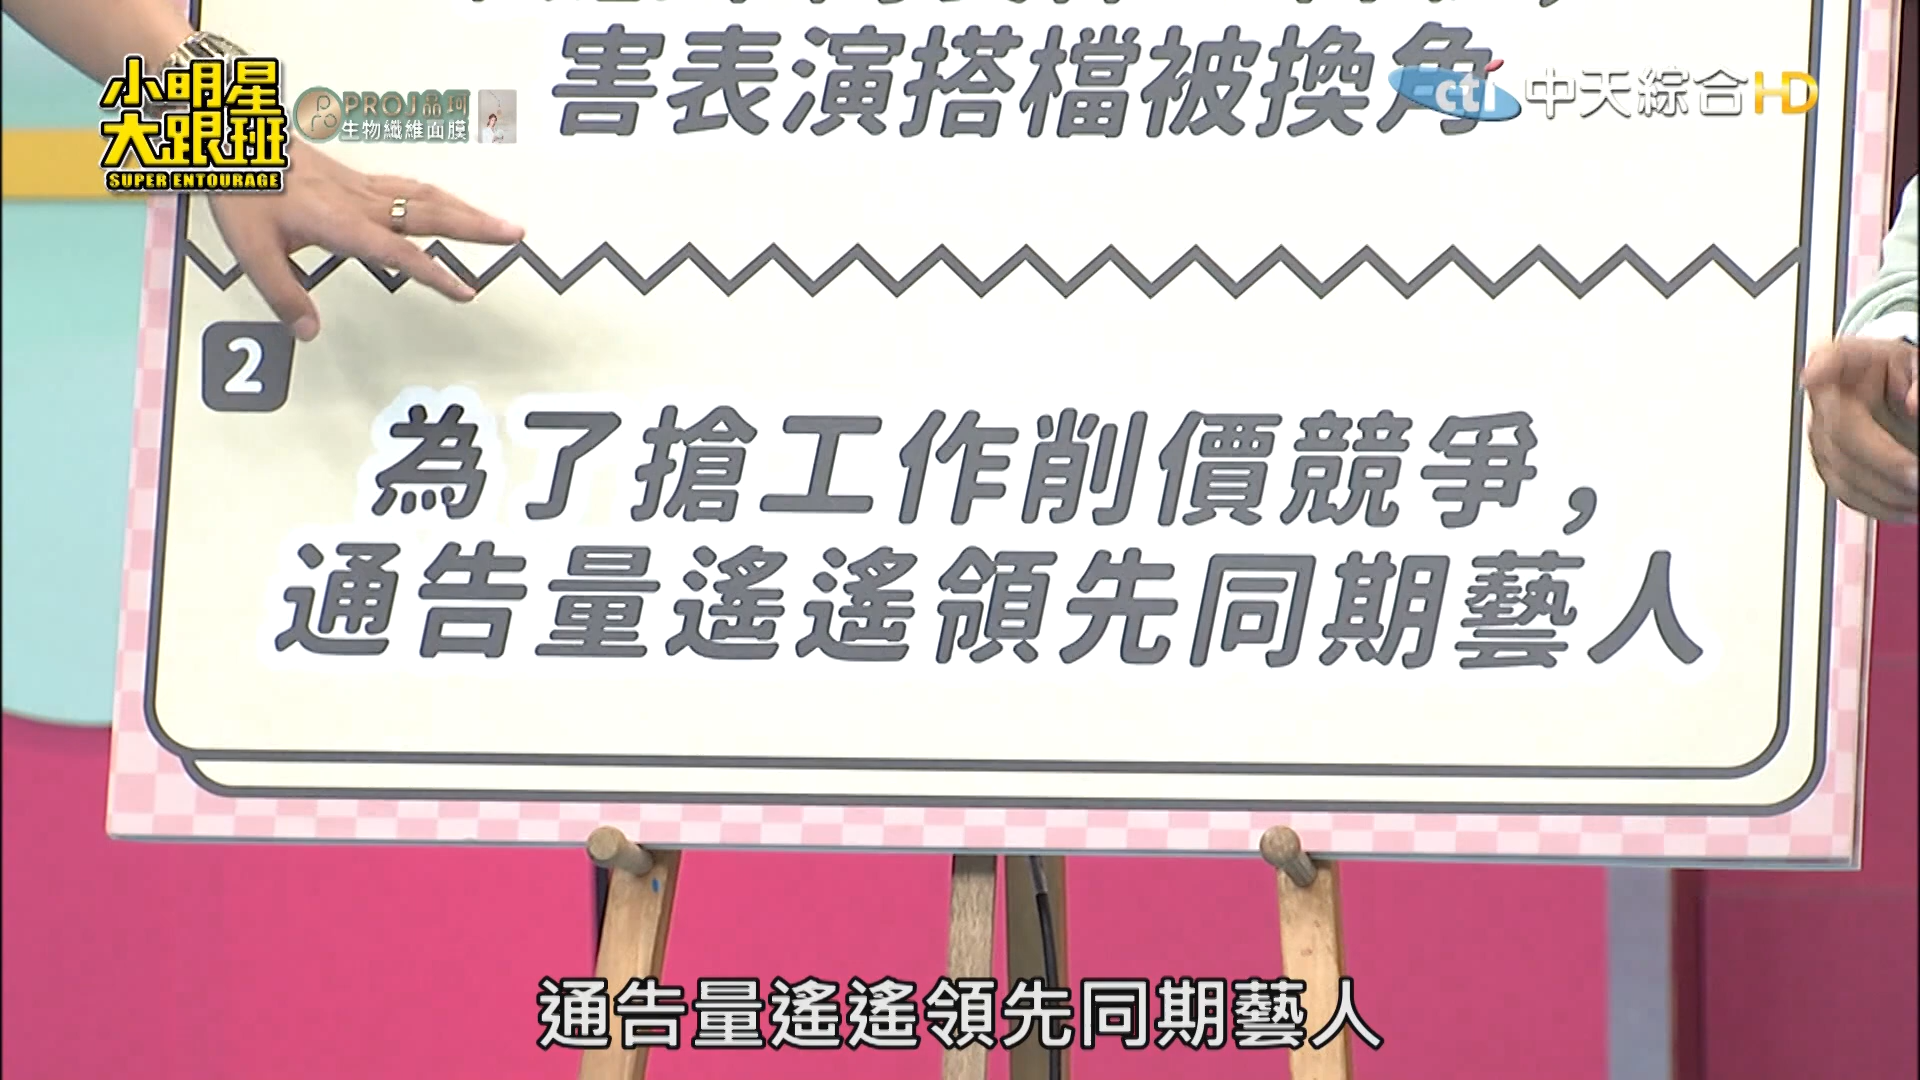 害表演搭檔被換角
小明星
大跟班
SUPER ENTOURAGE
PROJ品珂
生物纖維面膜
cti 中天綜合HD
2
為了搶工作削價競爭，
通告量遙遙領先同期藝人
通告量遙遙領先同期藝人